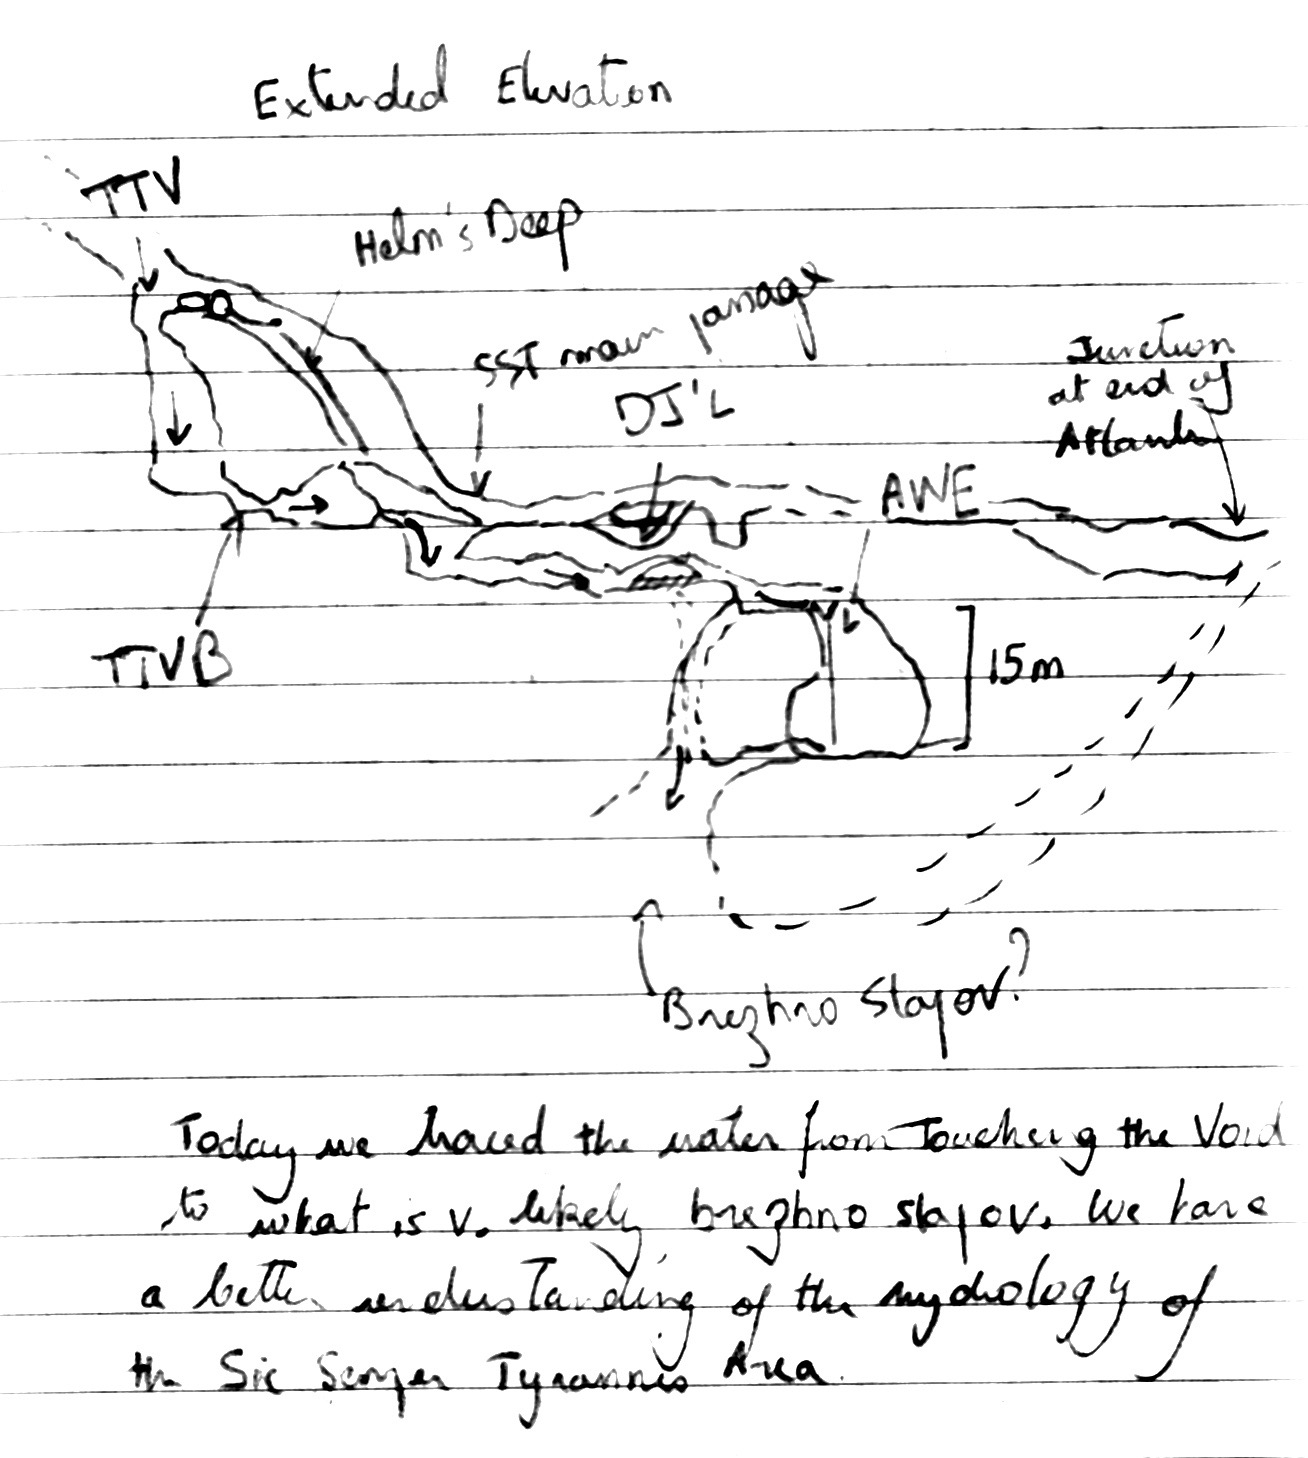 Extended Elevation
TTV
Helm's Deep
SST main passage
DJ'L
Junction
at end of
Atlantis
AWE
TTVB
15m
Brezhno Stajov?
Today we traced the water from Touching the Void
to what is v. likely brezhno stajov. We have
a better understanding of the hydrology of
the Sic Semper Tyrannis Area.